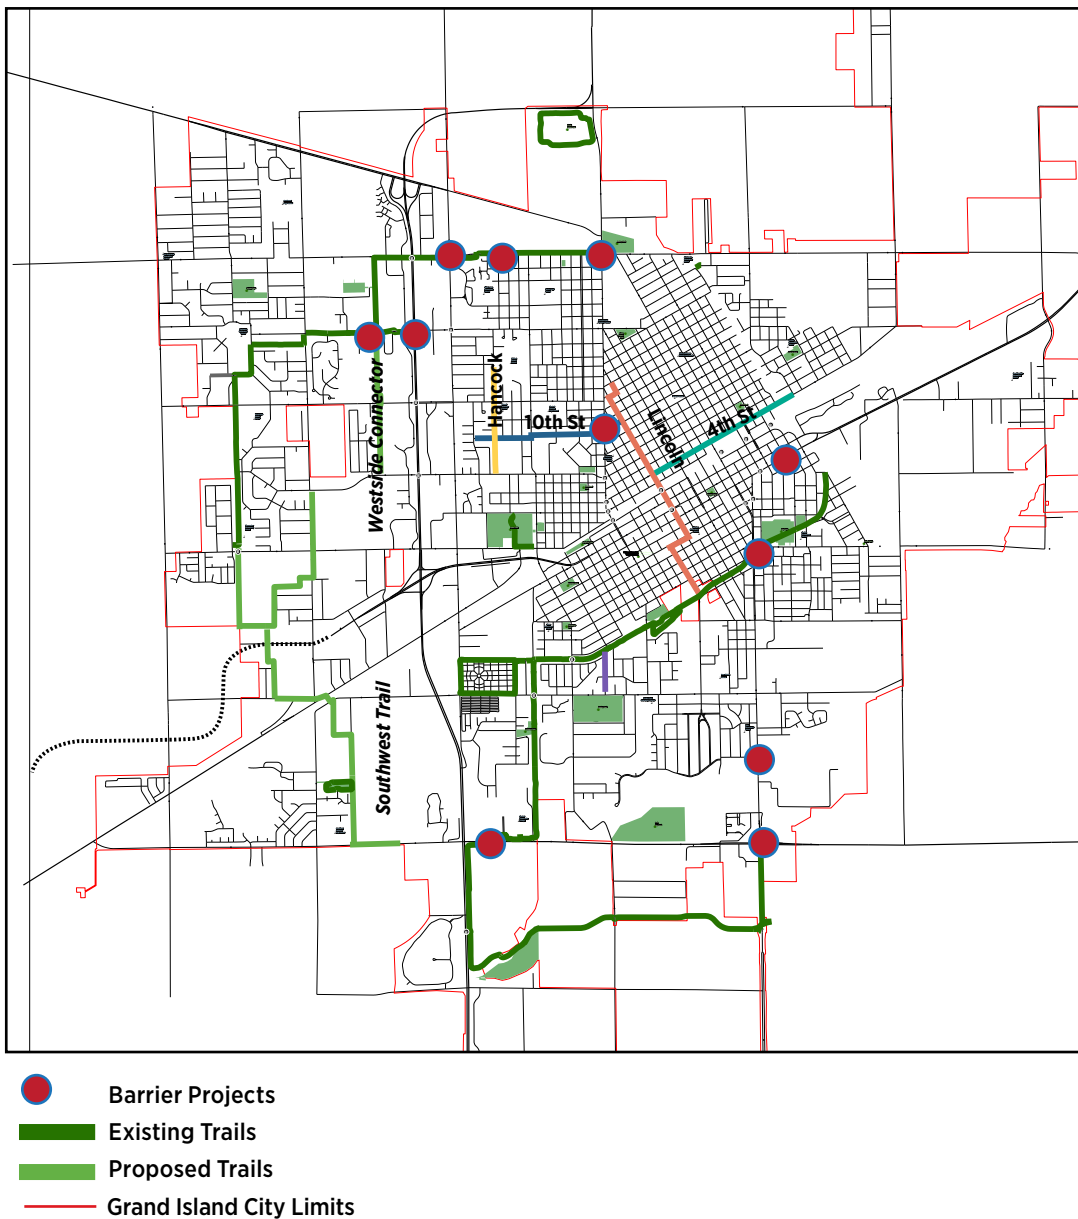 Hancock
10th St
Lincoln
4th St
Westside Connector
Southwest Trail
Barrier Projects
Existing Trails
Proposed Trails
Grand Island City Limits